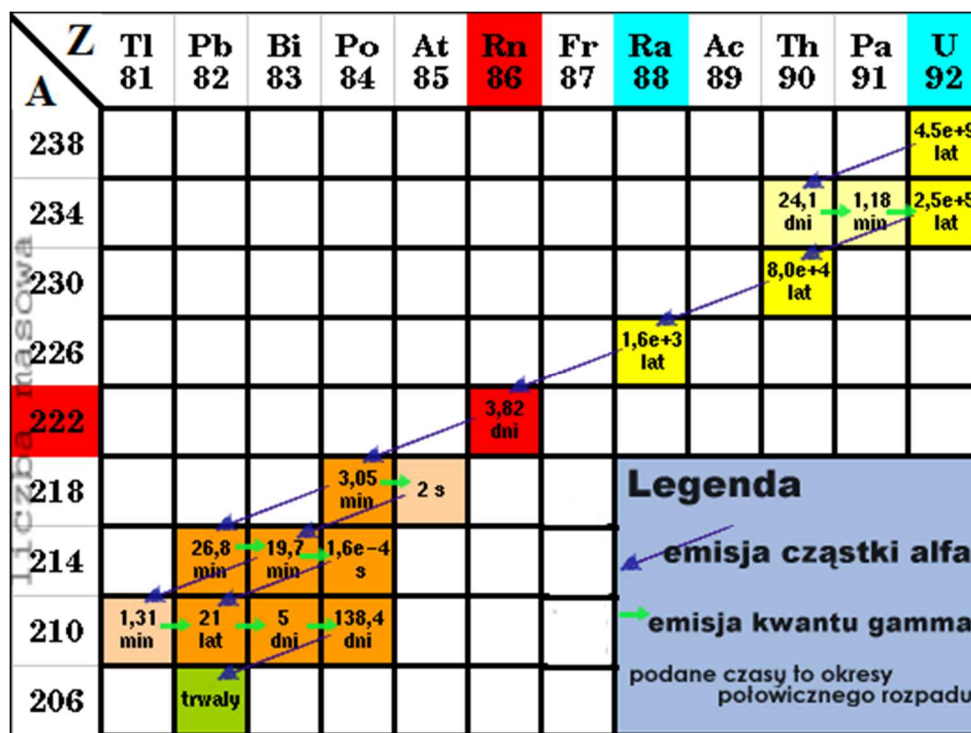 Z Tl Pb Bi Po At Rn Fr Ra Ac Th Pa U
A 81 82 83 84 85 86 87 88 89 90 91 92
liczba masowa
238 4.5e+9
lat
234 24,1 1,18 2,5e+5
dni min lat
230 8,0e+4
lat
226 1,6e+3
lat
222 3,82
dni
218 3,05 2 s
min
214 26,8 19,7 1,6e-4
min min s
210 1,31 21 5 138,4
min lat dni dni
206 trwaly
Legenda
emisja cząstki alfa
emisja kwantu gamma
podane czasy to okresy
połowicznego rozpadu